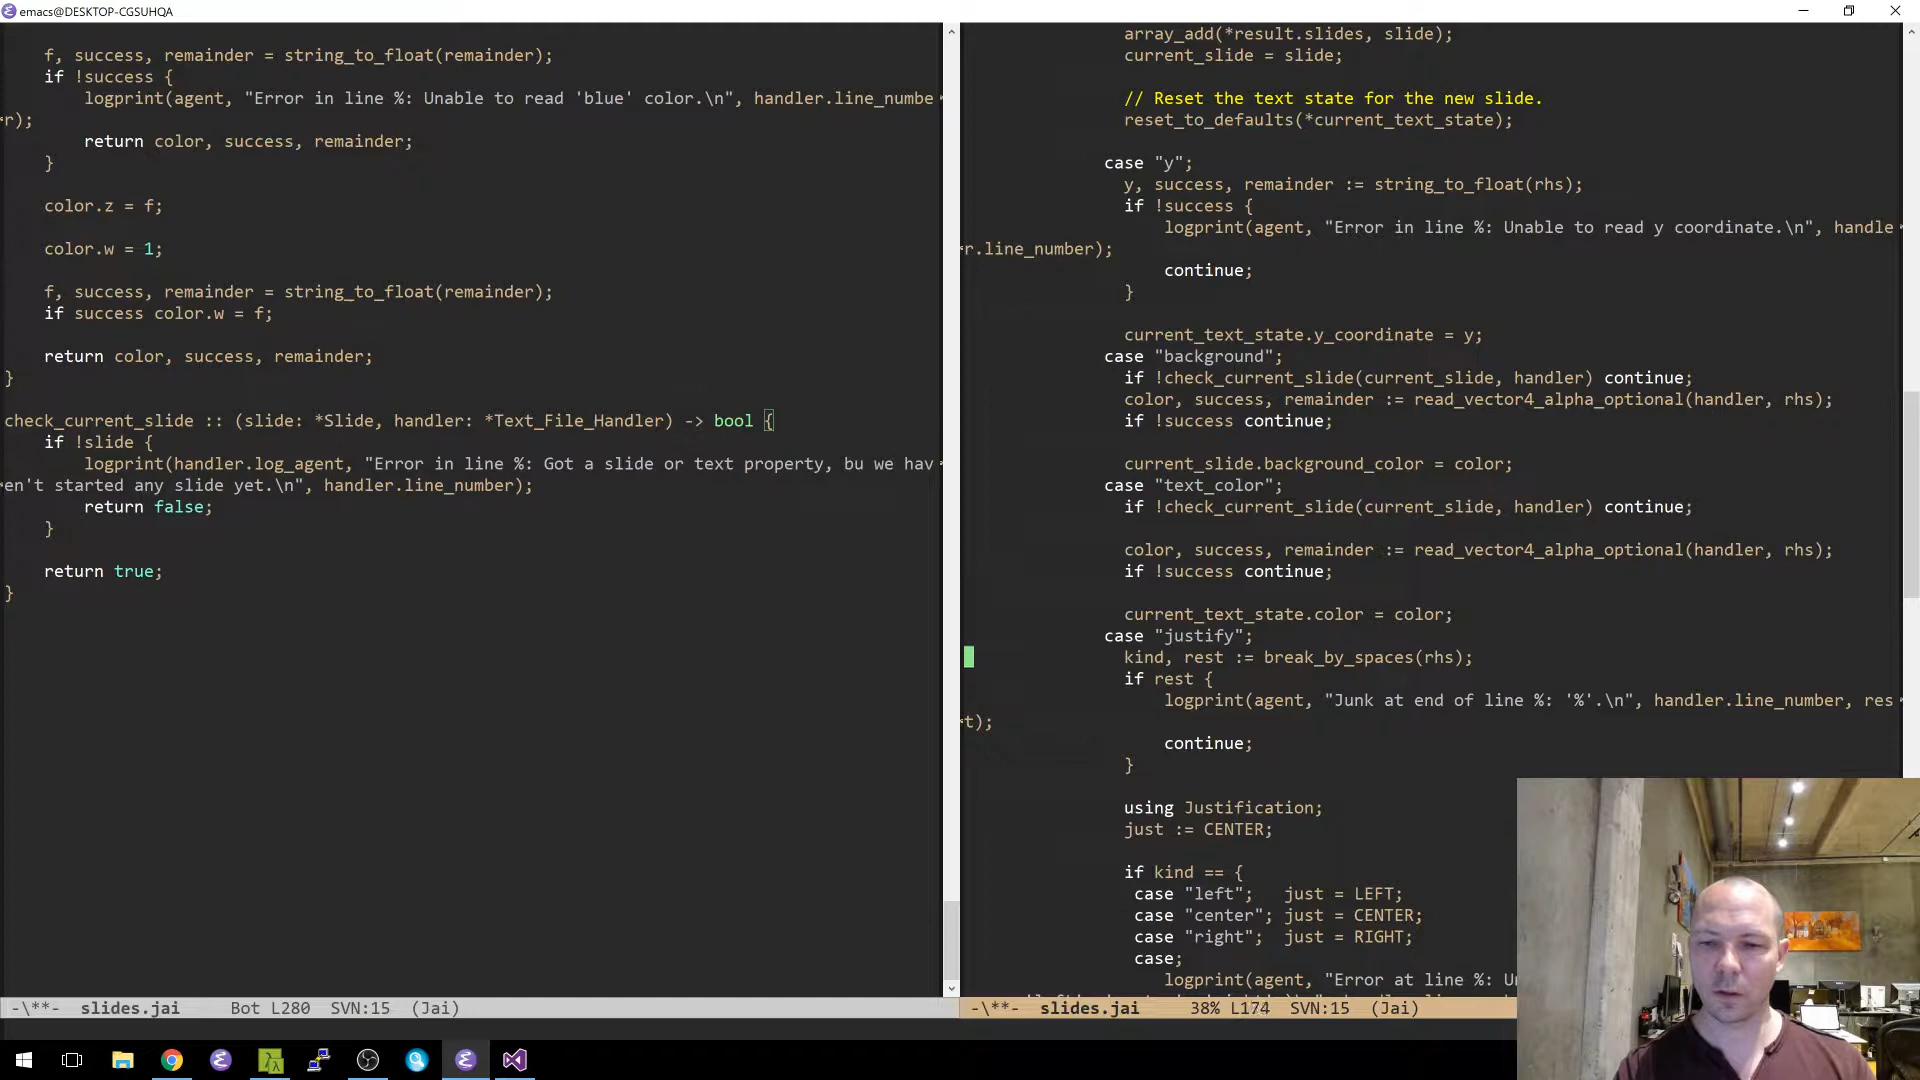 emacs@DESKTOP-CGSUHQA
f, success, remainder = string_to_float(remainder);
if !success {
logprint(agent, "Error in line %: Unable to read 'blue' color.\n", handler.line_numbe
r);
return color, success, remainder;
}
color.z = f;
color.w = 1;
f, success, remainder = string_to_float(remainder);
if success color.w = f;
return color, success, remainder;
}
check_current_slide :: (slide: *Slide, handler: *Text_File_Handler) -> bool {
if !slide {
logprint(handler.log_agent, "Error in line %: Got a slide or text property, bu we hav
en't started any slide yet.\n", handler.line_number);
return false;
}
return true;
}
-\**-  slides.jai     Bot L280  SVN:15  (Jai)
array_add(*result.slides, slide);
current_slide = slide;
// Reset the text state for the new slide.
reset_to_defaults(*current_text_state);
case "y";
y, success, remainder := string_to_float(rhs);
if !success {
logprint(agent, "Error in line %: Unable to read y coordinate.\n", handle
r.line_number);
continue;
}
current_text_state.y_coordinate = y;
case "background";
if !check_current_slide(current_slide, handler) continue;
color, success, remainder := read_vector4_alpha_optional(handler, rhs);
if !success continue;
current_slide.background_color = color;
case "text_color";
if !check_current_slide(current_slide, handler) continue;
color, success, remainder := read_vector4_alpha_optional(handler, rhs);
if !success continue;
current_text_state.color = color;
case "justify";
kind, rest := break_by_spaces(rhs);
if rest {
logprint(agent, "Junk at end of line %: '%'.\n", handler.line_number, res
t);
continue;
}
using Justification;
just := CENTER;
if kind == {
case "left";   just = LEFT;
case "center"; just = CENTER;
case "right";  just = RIGHT;
case;
logprint(agent, "Error at line %:
-\**-  slides.jai     38% L174  SVN:15  (Jai)